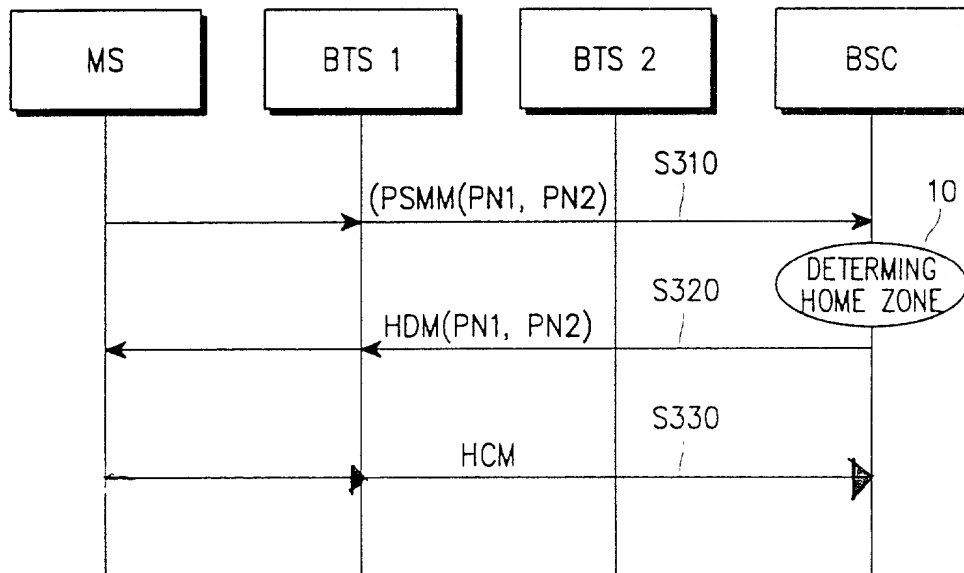 MS
BTS 1
BTS 2
BSC
S310
(PSMM(PN1, PN2)
10
DETERMING
HOME ZONE
S320
HDM(PN1, PN2)
S330
HCM